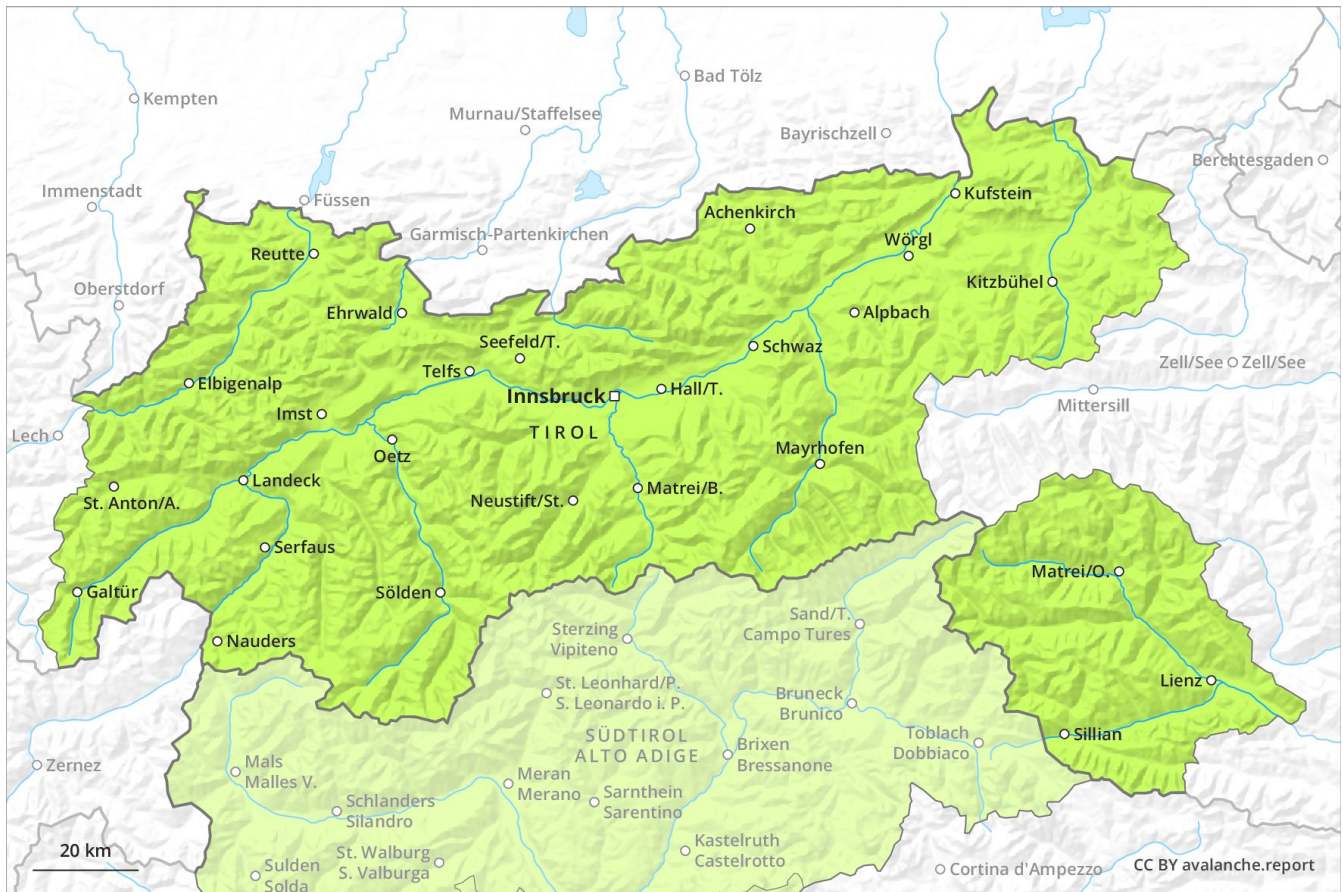 Bad Tölz
Kempten
Murnau/Staffelsee
Bayrischzell
Berchtesgaden
Immenstadt
Füssen
Kufstein
Achenkirch
Garmisch-Partenkirchen
Wörgl
Reutte
Oberstdorf
Kitzbühel
Ehrwald
Alpbach
Seefeld/T.
Schwaz
Zell/See
Zell/See
Telfs
Elbigenalp
Hall/T.
Innsbruck
Mittersill
Imst
TIROL
Lech
Oetz
Mayrhofen
Landeck
Matrei/B.
St. Anton/A.
Neustift/St.
Serfaus
Matrei/O.
Galtür
Sölden
Sand/T.
Campo Tures
Sterzing
Vipiteno
Nauders
Lienz
St. Leonhard/P.
S. Leonardo i. P.
Bruneck
Brunico
Sillian
SÜDTIROL
ALTO ADIGE
Toblach
Dobbiaco
Brixen
Bressanone
Zernez
Mals
Malles V.
Meran
Merano
Sarnthein
Sarentino
Schlanders
Silandro
Kastelruth
Castelrotto
20 km
St. Walburg
S. Valburga
Sulden
Solda
Cortina d'Ampezzo
CC BY avalanche.report